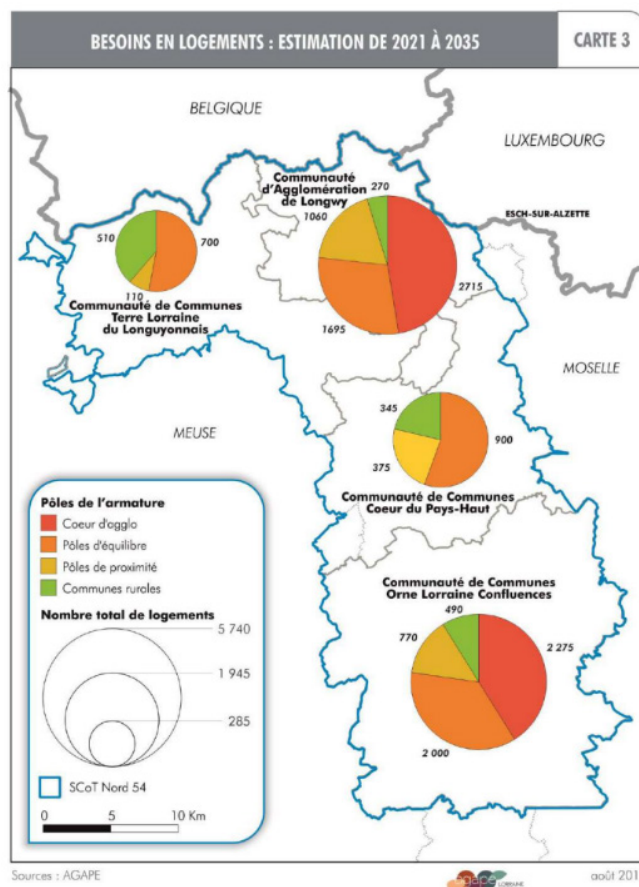 BESOINS EN LOGEMENTS : ESTIMATION DE 2021 À 2035
CARTE 3
BELGIQUE
LUXEMBOURG
ESCH-SUR-ALZETTE
Communauté
d'Agglomération
de Longwy
270
1060
2715
1695
510
700
110
Communauté de Communes
Terre Lorraine
du Longuyonnais
MOSELLE
MEUSE
345
900
375
Communauté de Communes
Coeur du Pays-Haut
Communauté de Communes
Orne Lorraine Confluences
490
770
2 275
2 000
Pôles de l'armature
Coeur d'agglo
Pôles d'équilibre
Pôles de proximité
Communes rurales
Nombre total de logements
5 740
1 945
285
SCoT Nord 54
0 5 10 Km
Sources : AGAPE
agape
LORRAINE
août 201